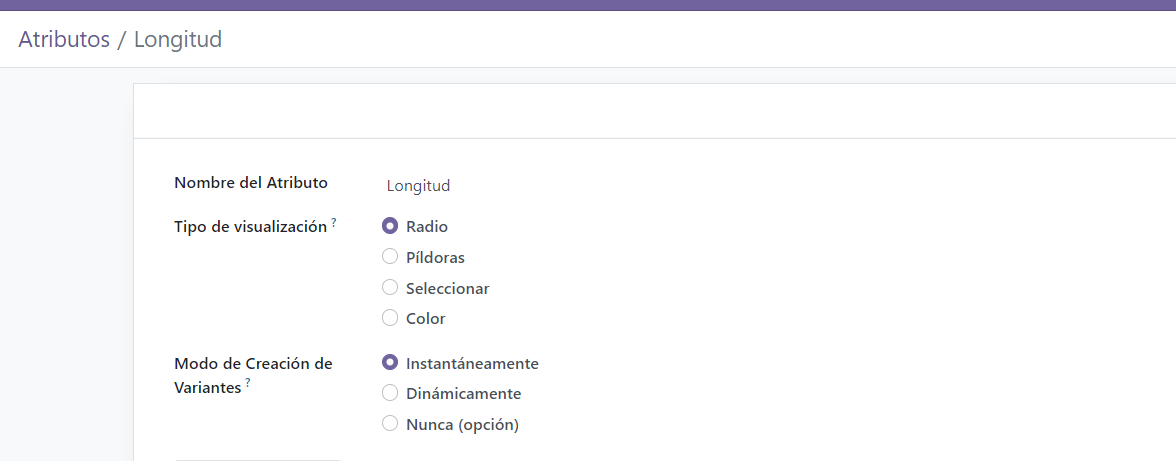 Atributos / Longitud
Nombre del Atributo Longitud
Tipo de visualización ? Radio
Píldoras
Seleccionar
Color
Modo de Creación de Variantes ? Instantáneamente
Dinámicamente
Nunca (opción)